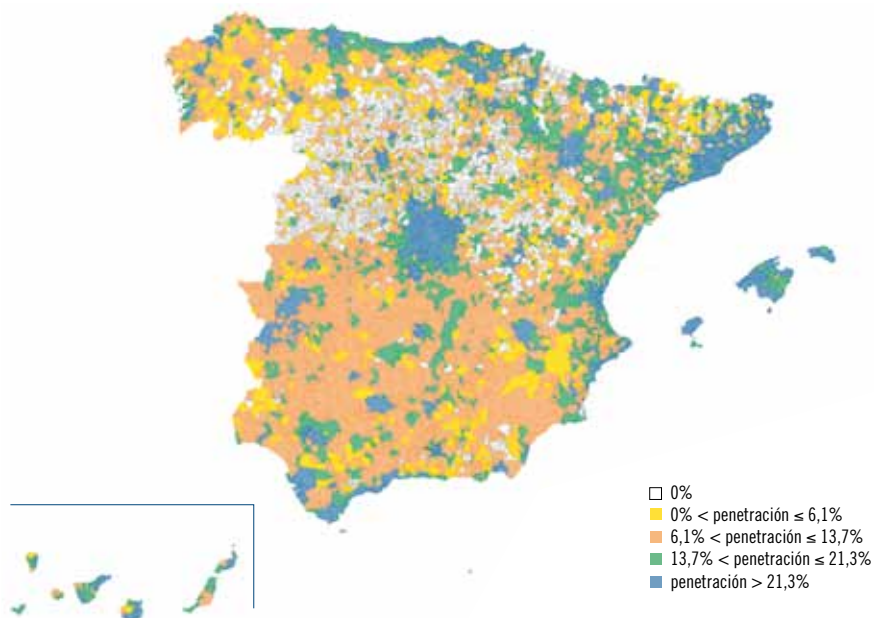 0%
0% < penetración ≤ 6,1%
6,1% < penetración ≤ 13,7%
13,7% < penetración ≤ 21,3%
penetración > 21,3%